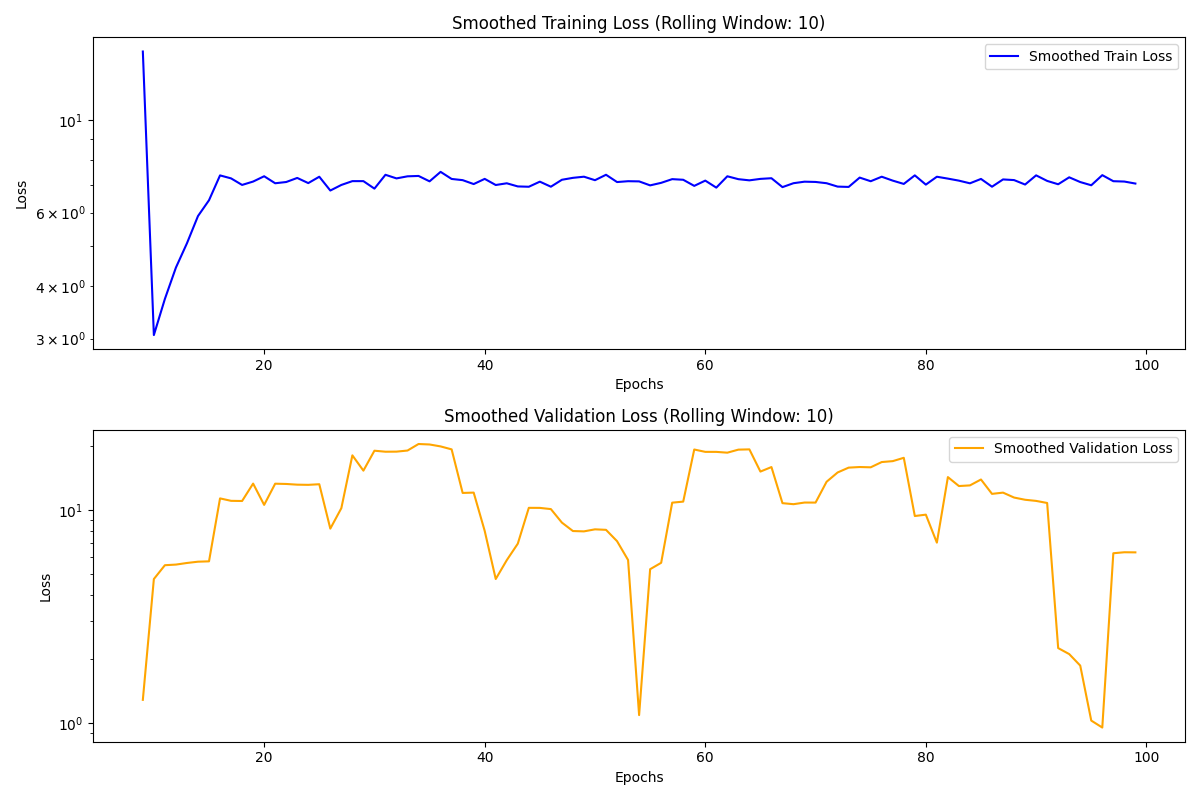 Smoothed Training Loss (Rolling Window: 10)
Smoothed Train Loss
10¹
6 × 10⁰
4 × 10⁰
3 × 10⁰
Loss
20 40 60 80 100
Epochs
Smoothed Validation Loss (Rolling Window: 10)
Smoothed Validation Loss
10¹
10⁰
Loss
20 40 60 80 100
Epochs